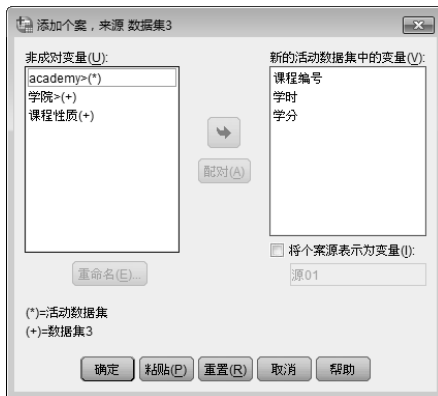 添加个案，来源 数据集3
非成对变量(U):
academy>(*)
学院>(+)
课程性质(+)
配对(A)
新的活动数据集中的变量(V):
课程编号
学时
学分
将个案源表示为变量(I):
源01
重命名(E)...
(*)=活动数据集
(+)=数据集3
确定
粘贴(P)
重置(R)
取消
帮助